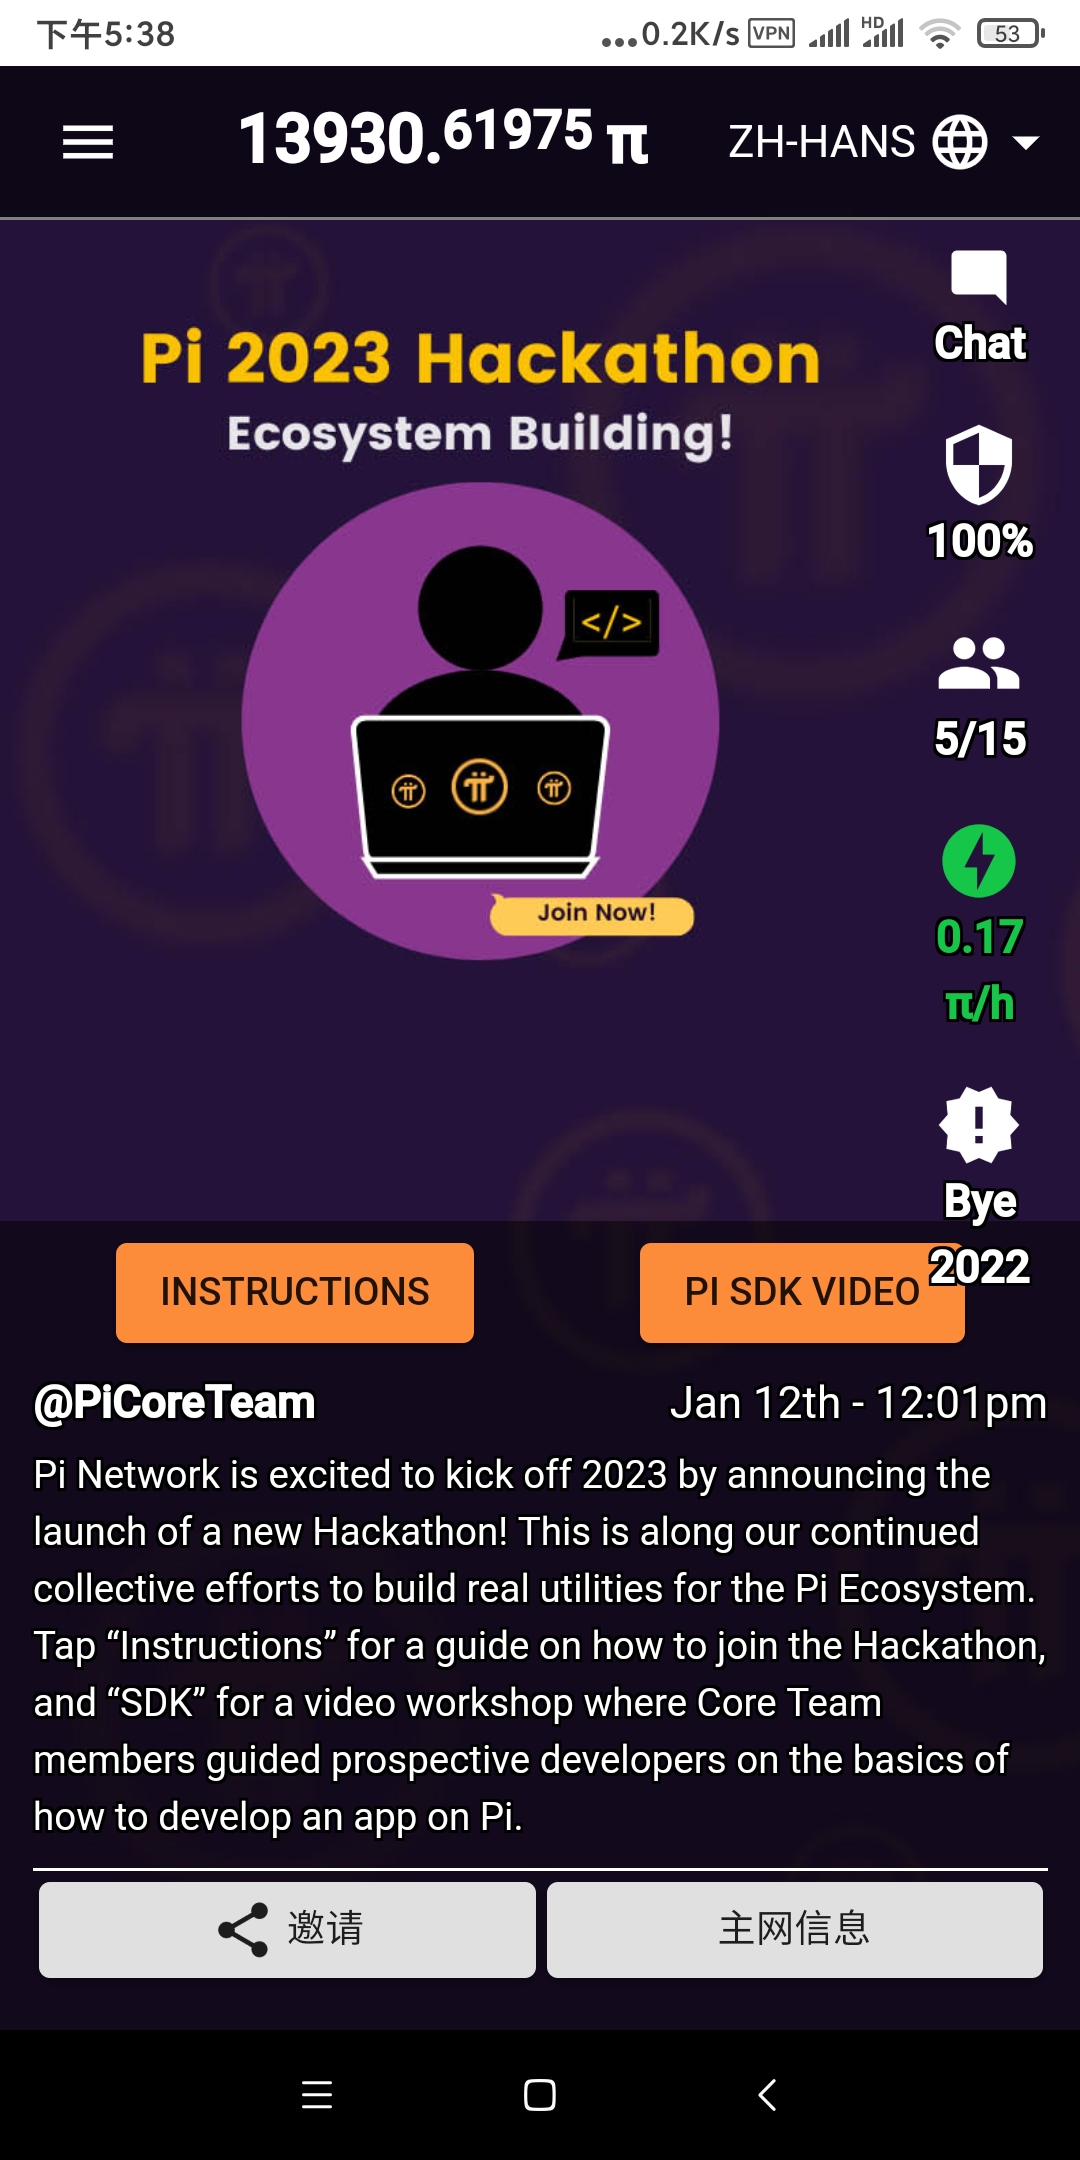 下午5:38
...0.2K/s VPN HD 53
13930.61975 π
ZH-HANS
Chat
Pi 2023 Hackathon
Ecosystem Building!
100%
</>
5/15
Join Now!
0.17
π/h
Bye
2022
INSTRUCTIONS
PI SDK VIDEO
@PiCoreTeam
Jan 12th - 12:01pm
Pi Network is excited to kick off 2023 by announcing the
launch of a new Hackathon! This is along our continued
collective efforts to build real utilities for the Pi Ecosystem.
Tap “Instructions” for a guide on how to join the Hackathon,
and “SDK” for a video workshop where Core Team
members guided prospective developers on the basics of
how to develop an app on Pi.
邀请
主网信息